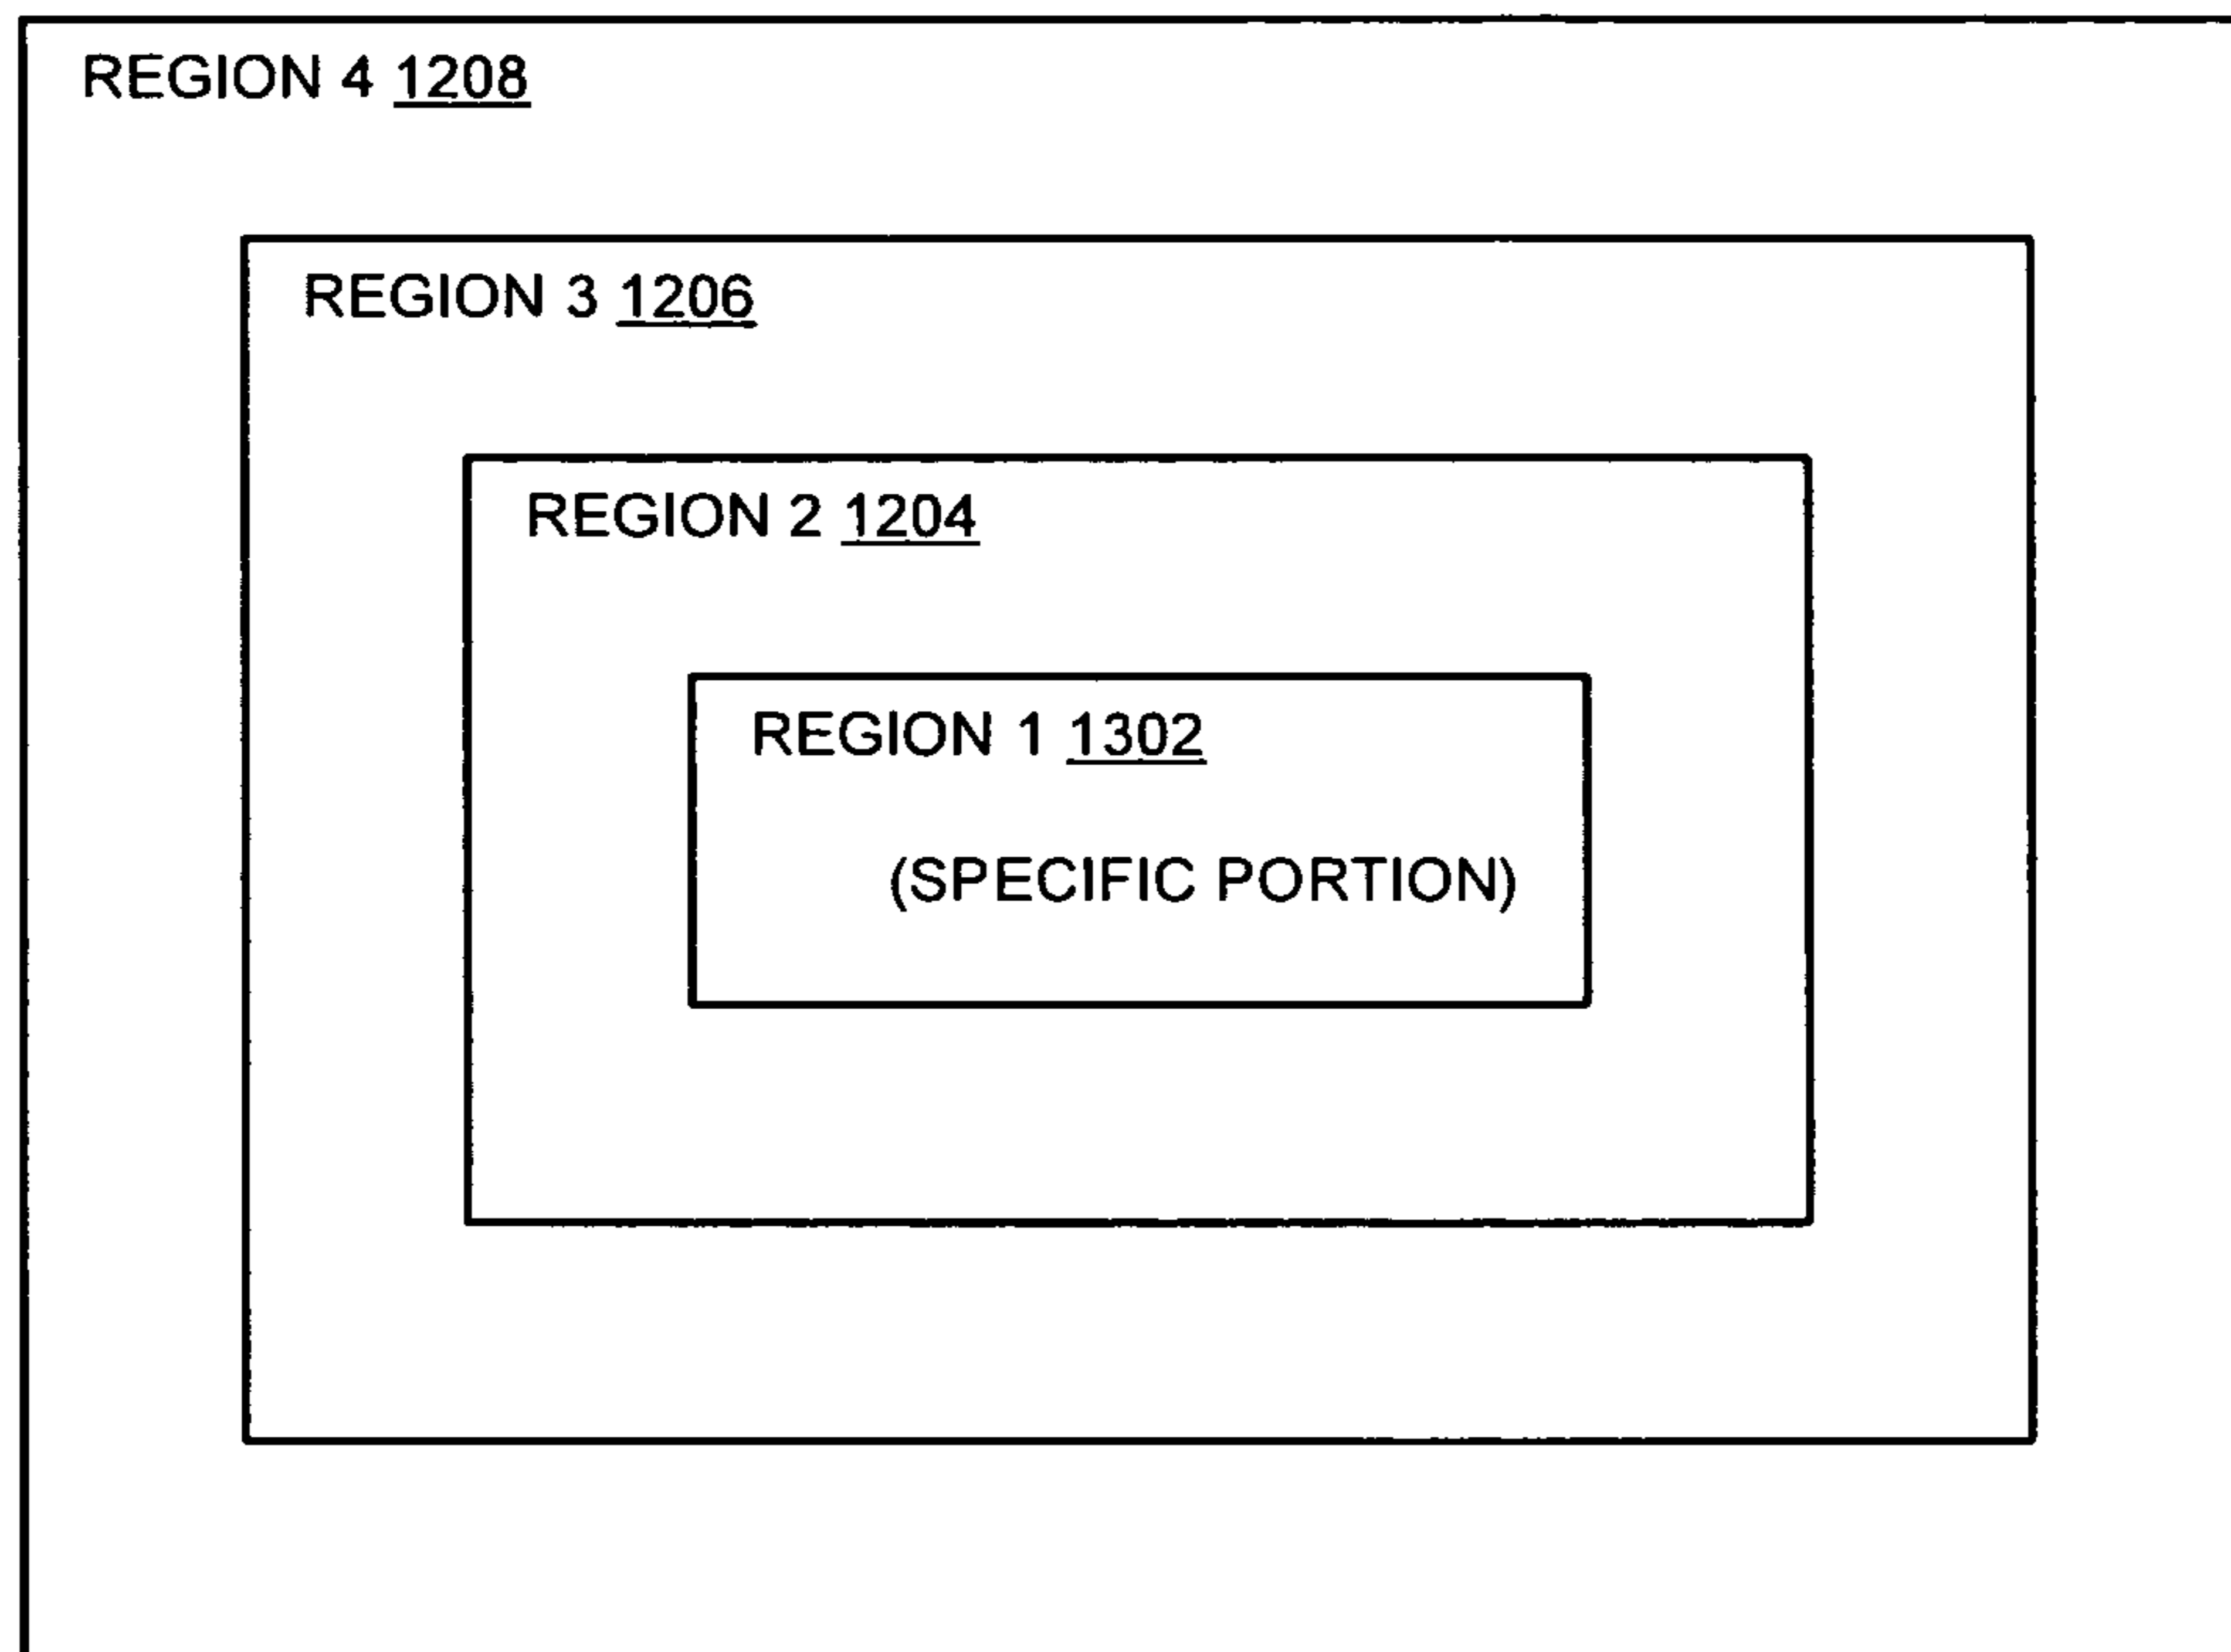 REGION 4 1208
REGION 3 1206
REGION 2 1204
REGION 1 1302
(SPECIFIC PORTION)